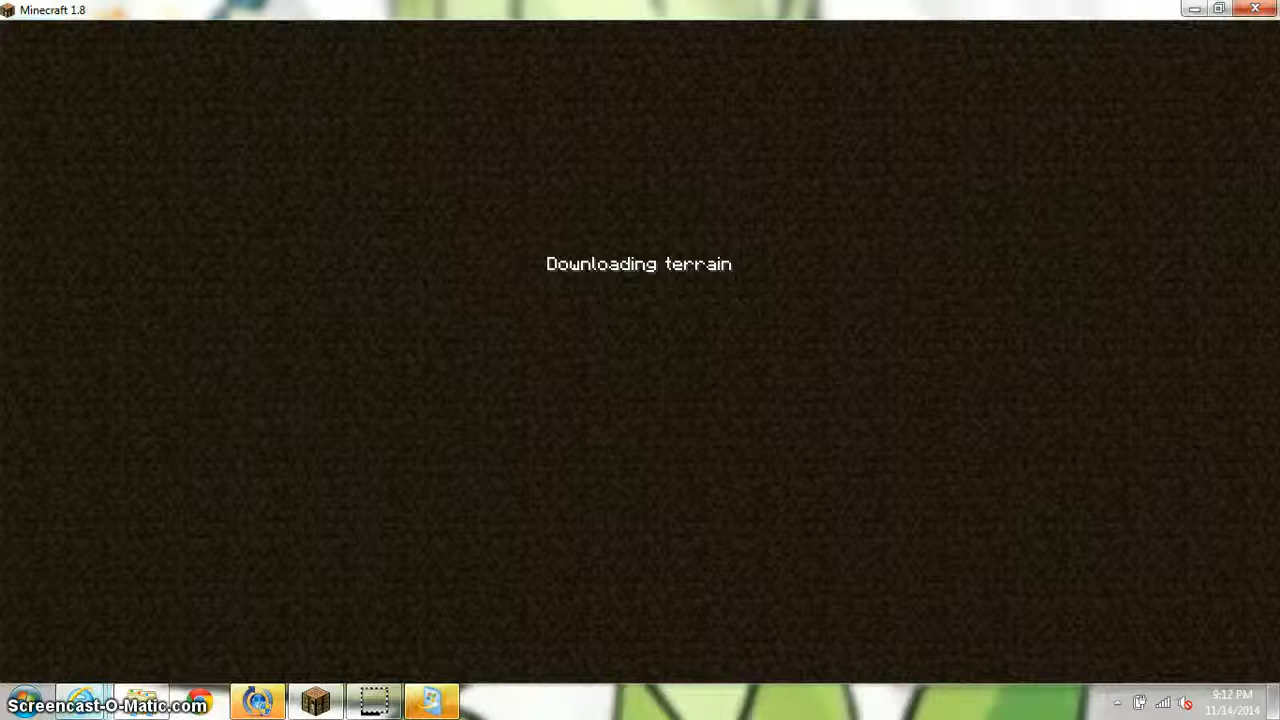 Minecraft 1.8
Downloading terrain
Screencast-O-Matic.com
9:12 PM
11/14/2014